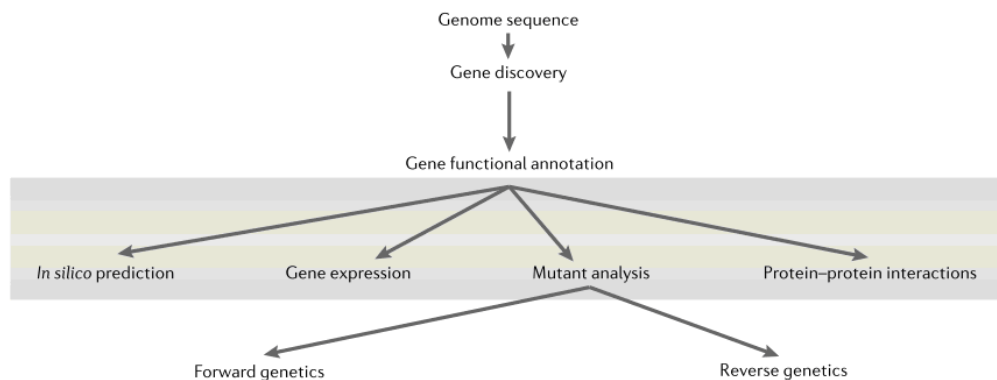 Genome sequence
Gene discovery
Gene functional annotation
In silico prediction
Gene expression
Mutant analysis
Protein–protein interactions
Forward genetics
Reverse genetics